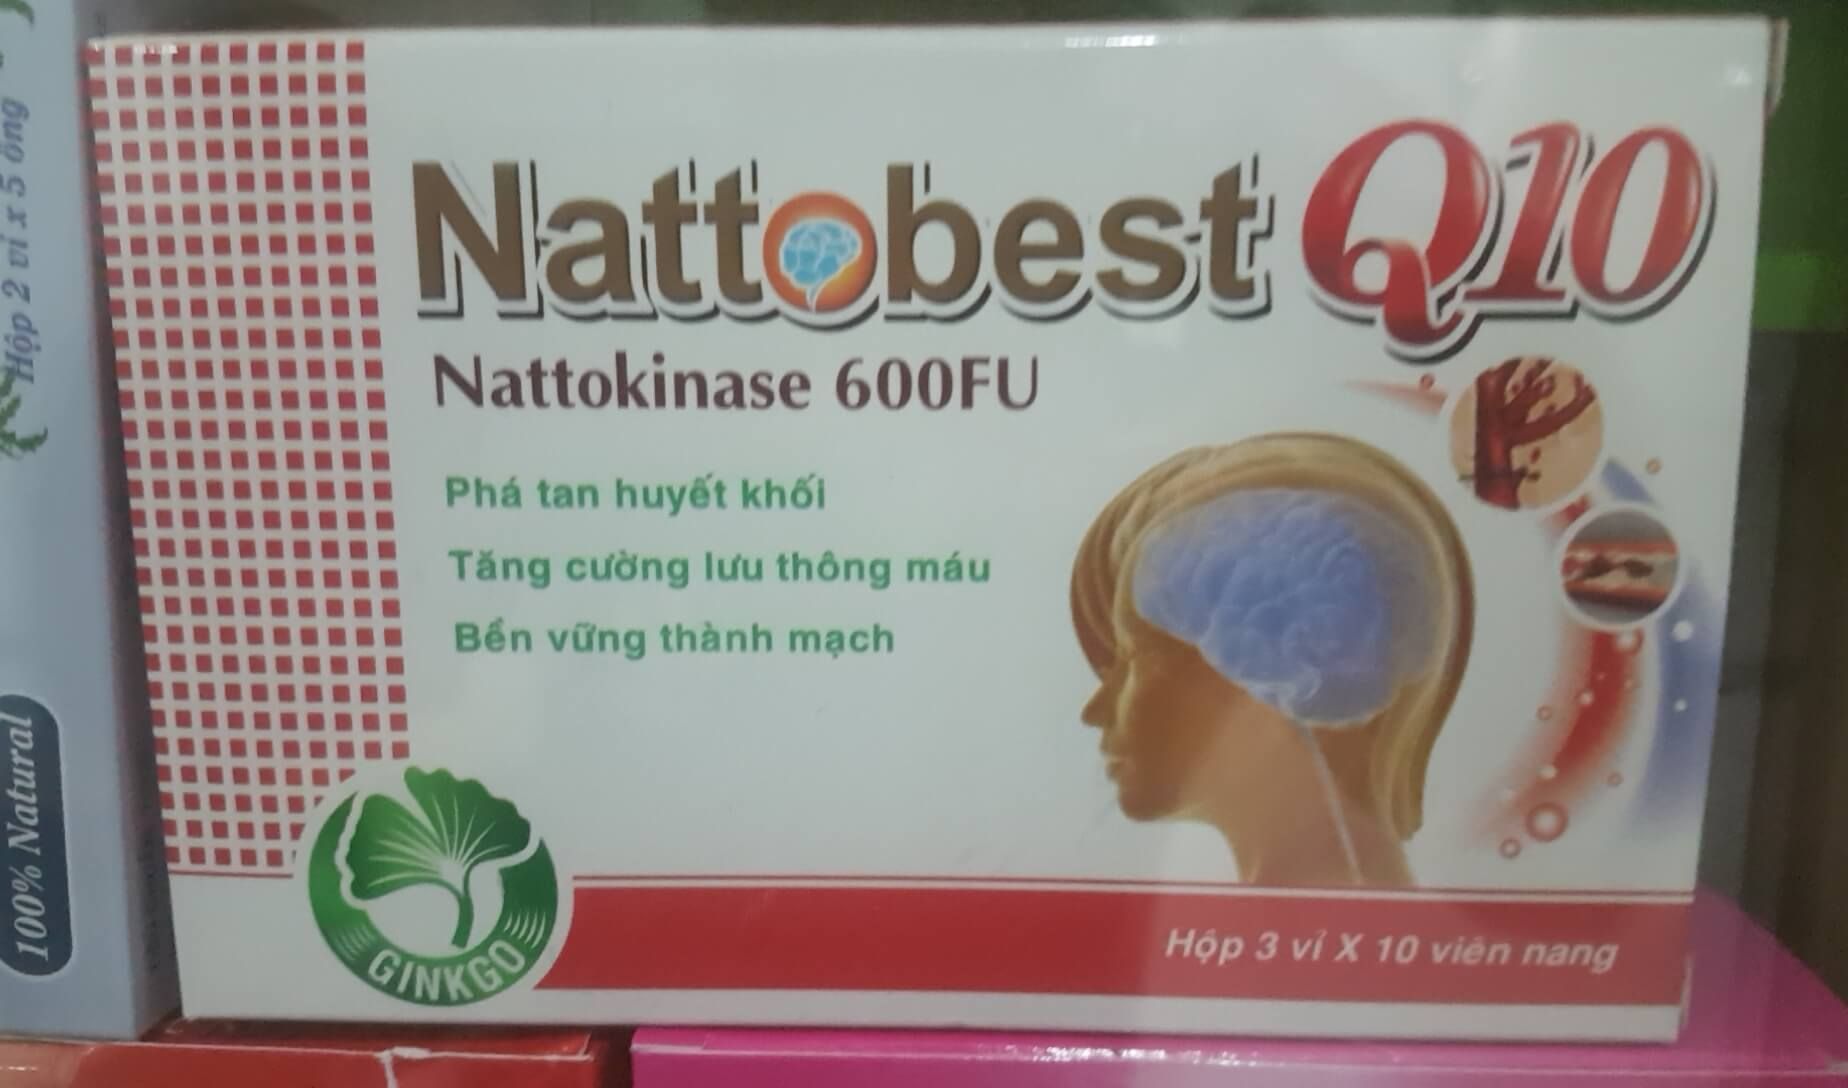 Nattobest Q10
Nattokinase 600FU
Phá tan huyết khối
Tăng cường lưu thông máu
Bền vững thành mạch
GINKGO
Hộp 3 vỉ X 10 viên nang
Hộp 2 vỉ x 5 ống
100% Natural